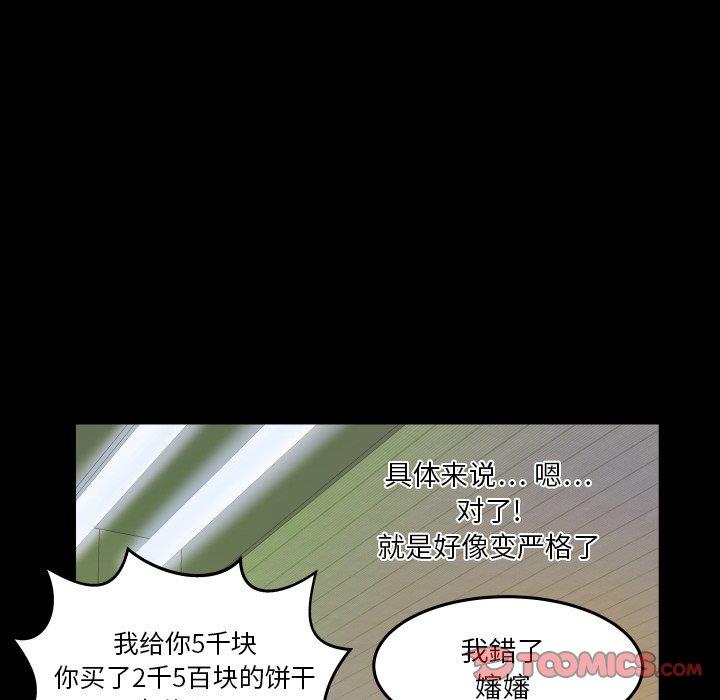 具体来说... 嗯...
对了!
就是好像变严格了
我给你5千块
你买了2千5百块的饼干
我錯了
嬸嬸
TOOMICS
TOOMICS.COM